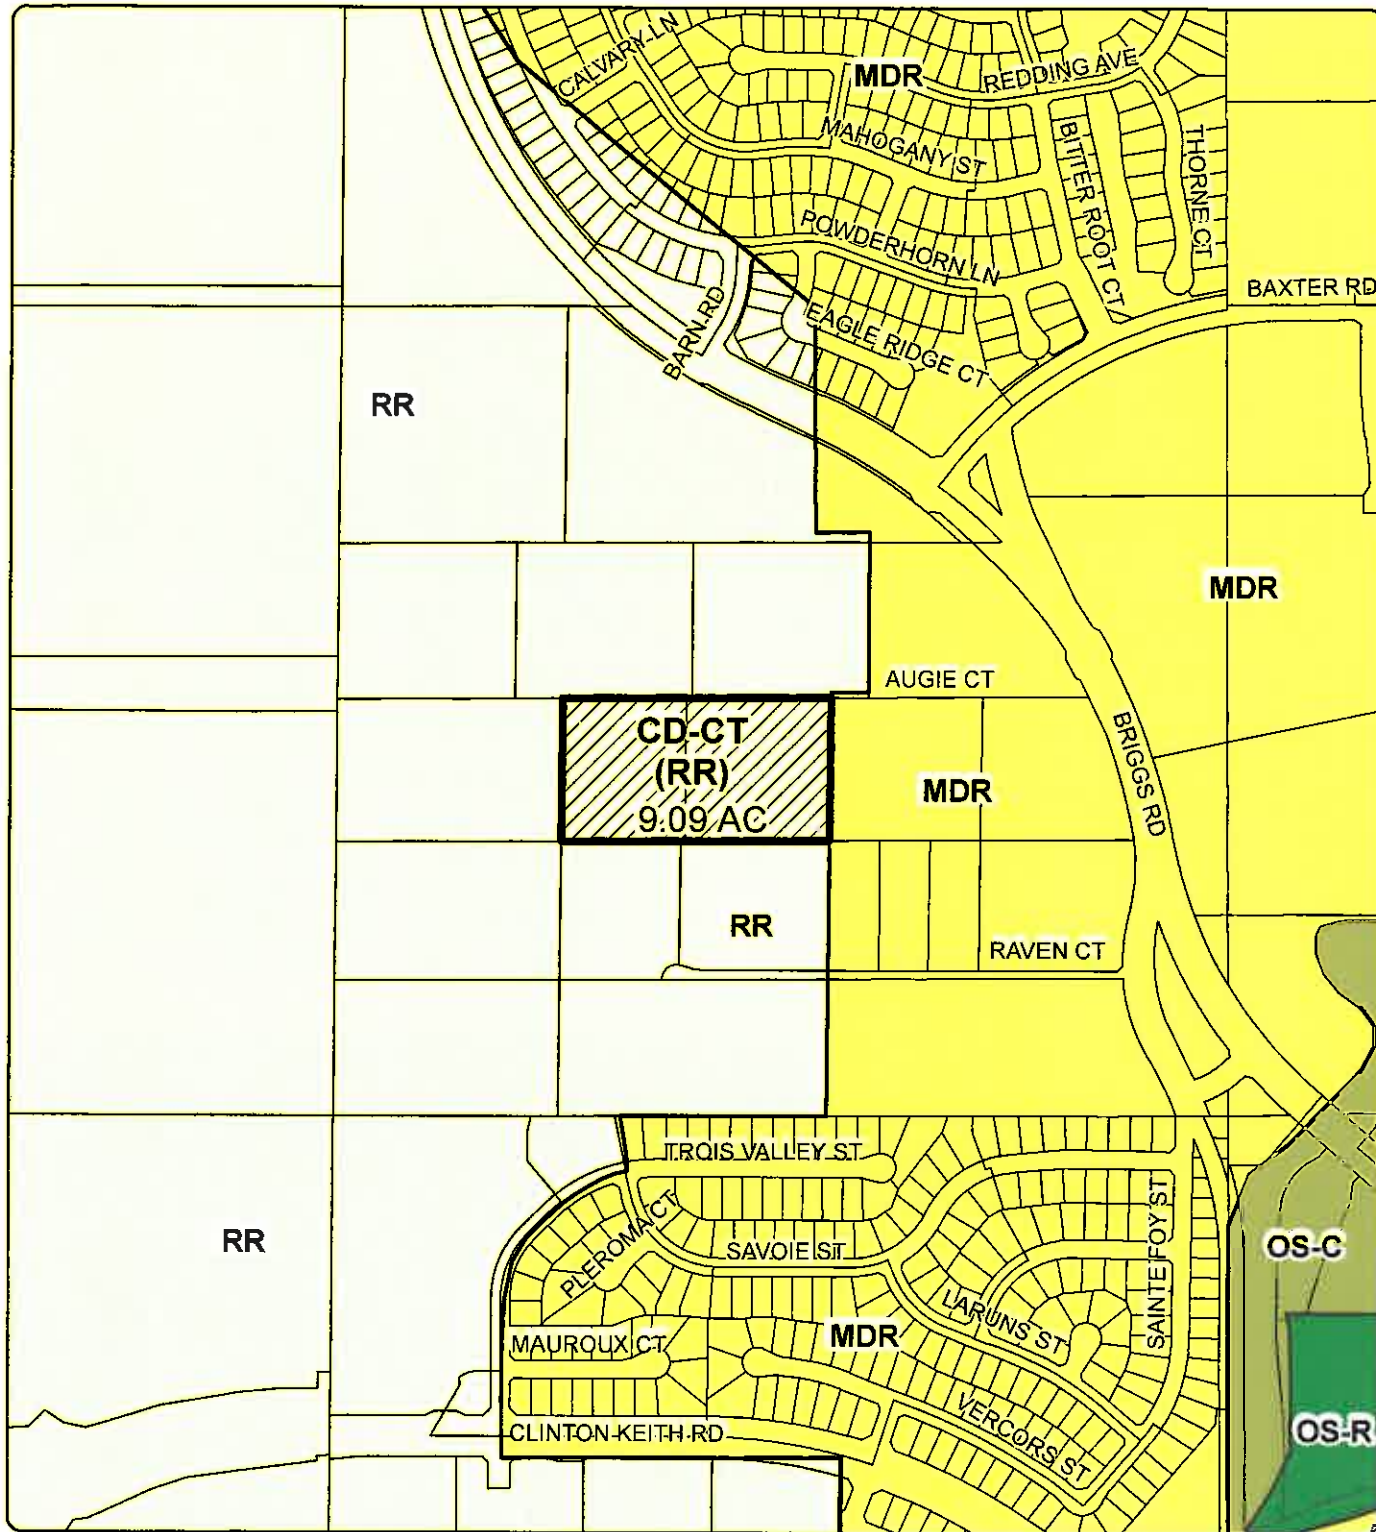 CALVARY LN
MDR
REDDING AVE
MAHOGANY ST
BITTER ROOT CT
THORNE CT
POWDERHORN LN
BAXTER RD
BARN RD
EAGLE RIDGE CT
RR
MDR
AUGIE CT
CD-CT
(RR)
9.09 AC
MDR
BRIGGS RD
RR
RAVEN CT
TROIS VALLEY ST
PLEROMA CT
SAVOIE ST
SAINTE FOY ST
RR
OS-C
LARUNS ST
MAUROUX CT
MDR
VERCORS ST
CLINTON KEITH RD
OS-R